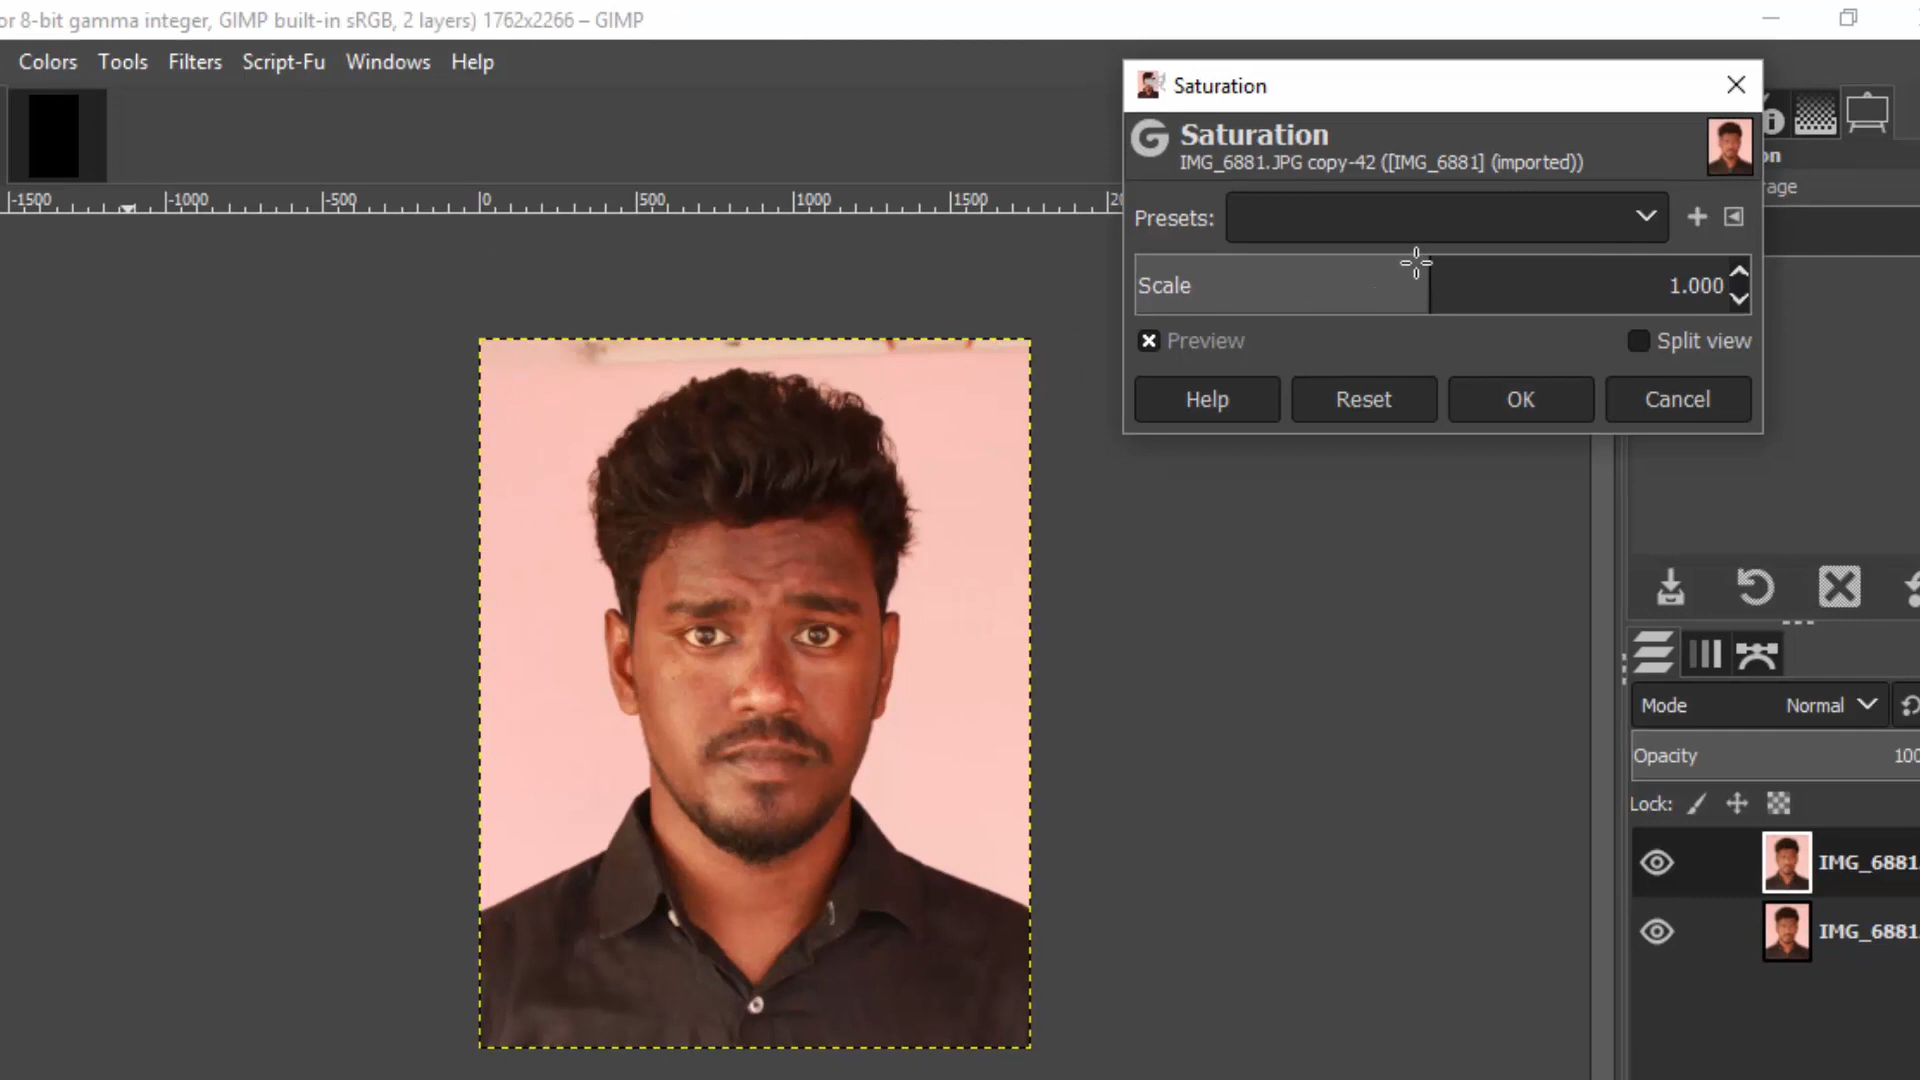 or 8-bit gamma integer, GIMP built-in sRGB, 2 layers) 1762x2266 – GIMP
Colors Tools Filters Script-Fu Windows Help
Saturation
Saturation
IMG_6881.JPG copy-42 ([IMG_6881] (imported))
on
rage
-1500 -1000 -500 0 500 1000 1500
Presets:
Scale 1.000
Preview Split view
Help Reset OK Cancel
Mode Normal
Opacity 100
Lock:
IMG_6881.
IMG_6881.